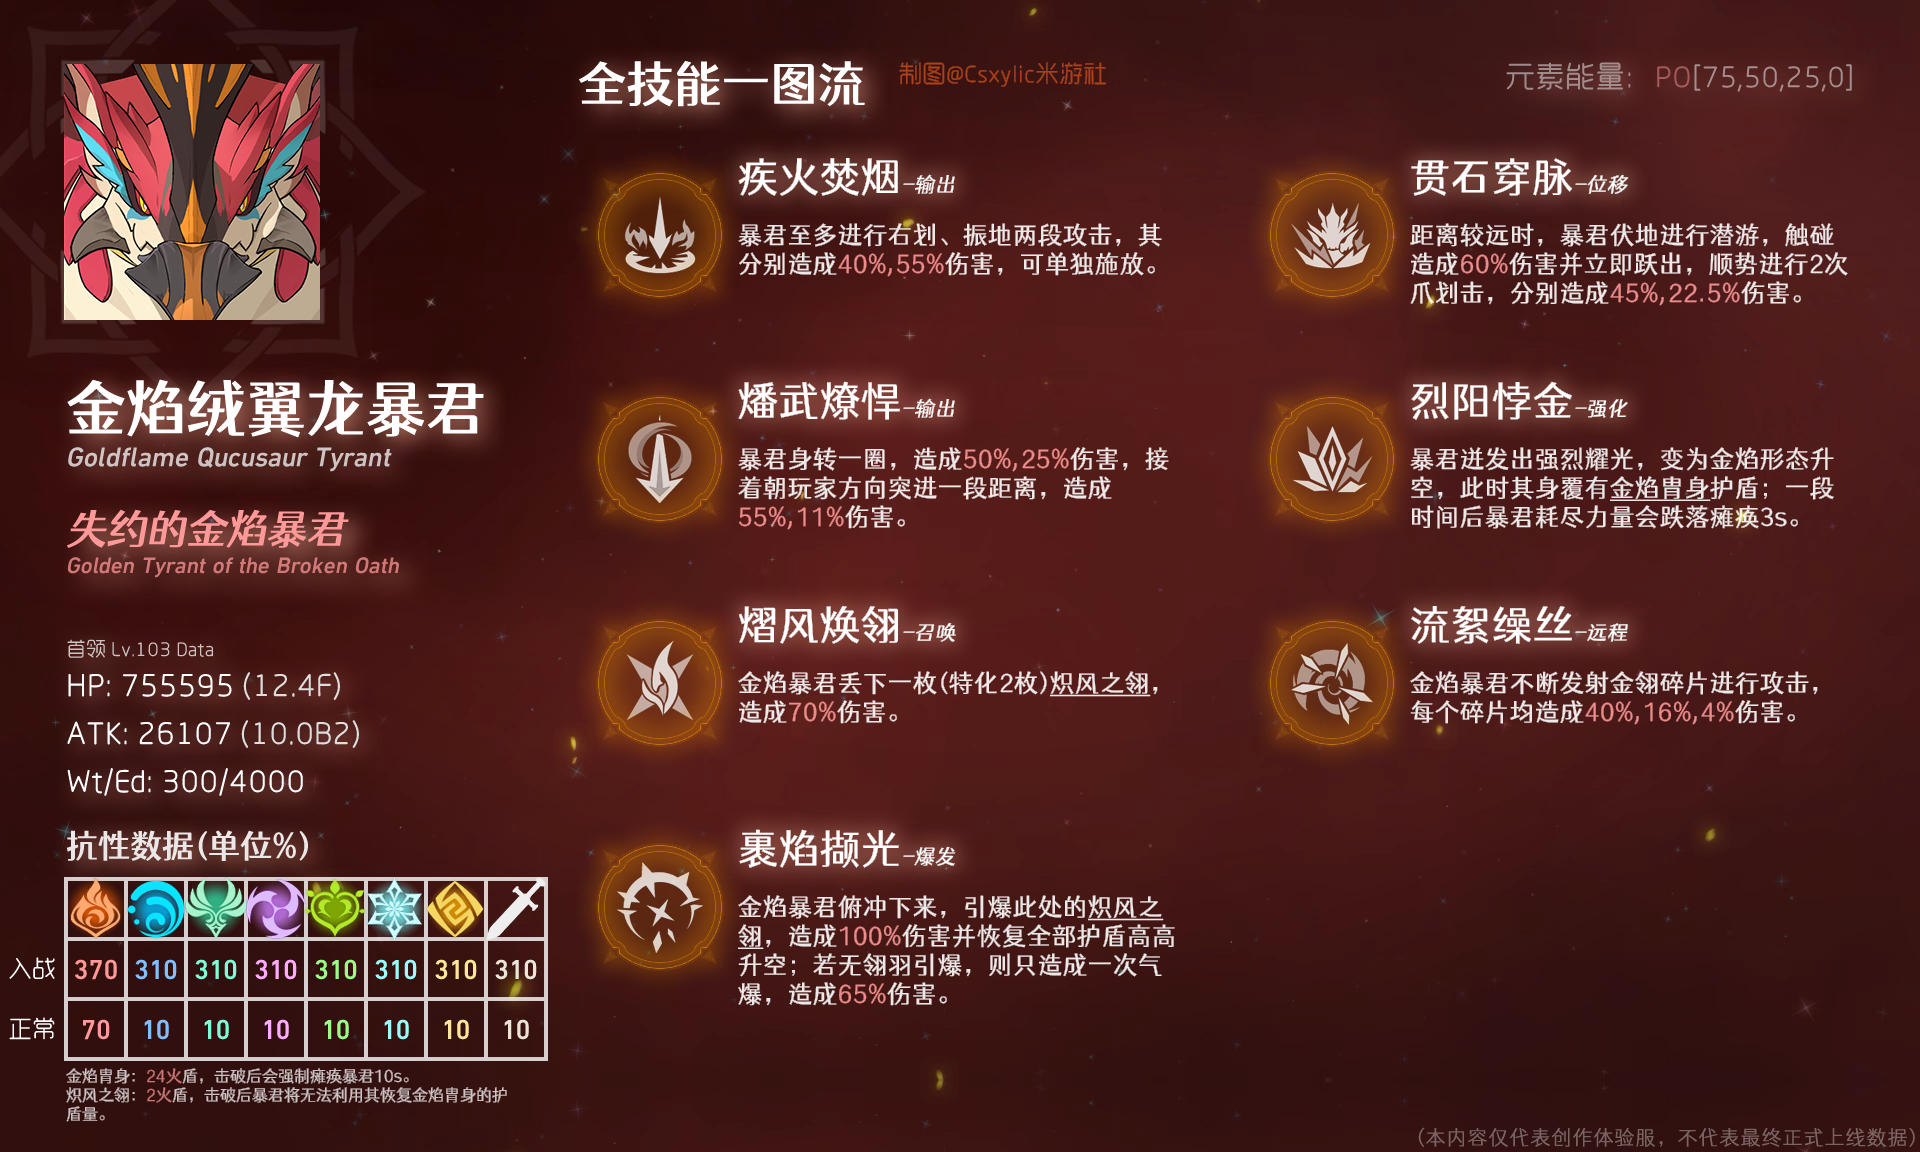 全技能一图流
制图@Csxylic米游社
元素能量: PO[75,50,25,0]
金焰绒翼龙暴君
Goldflame Qucusaur Tyrant
失约的金焰暴君
Golden Tyrant of the Broken Oath
首领 Lv.103 Data
HP: 755595 (12.4F)
ATK: 26107 (10.0B2)
Wt/Ed: 300/4000
抗性数据(单位%)
入战 370 310 310 310 310 310 310 310
正常 70 10 10 10 10 10 10 10
金焰胄身：24火盾，击破后会强制瘫痪暴君10s。
炽风之翎：2火盾，击破后暴君将无法利用其恢复金焰胄身的护
盾量。
疾火焚烟-输出
暴君至多进行右划、振地两段攻击，其
分别造成40%,55%伤害，可单独施放。
燔武燎悍-输出
暴君身转一圈，造成50%,25%伤害，接
着朝玩家方向突进一段距离，造成
55%,11%伤害。
熠风焕翎-召唤
金焰暴君丢下一枚(特化2枚)炽风之翎，
造成70%伤害。
裹焰撷光-爆发
金焰暴君俯冲下来，引爆此处的炽风之
翎，造成100%伤害并恢复全部护盾高高
升空；若无翎羽引爆，则只造成一次气
爆，造成65%伤害。
贯石穿脉-位移
距离较远时，暴君伏地进行潜游，触碰
造成60%伤害并立即跃出，顺势进行2次
爪划击，分别造成45%,22.5%伤害。
烈阳悖金-强化
暴君迸发出强烈耀光，变为金焰形态升
空，此时其身覆有金焰胄身护盾；一段
时间后暴君耗尽力量会跌落瘫痪3s。
流絮缲丝-远程
金焰暴君不断发射金翎碎片进行攻击，
每个碎片均造成40%,16%,4%伤害。
(本内容仅代表创作体验服，不代表最终正式上线数据)